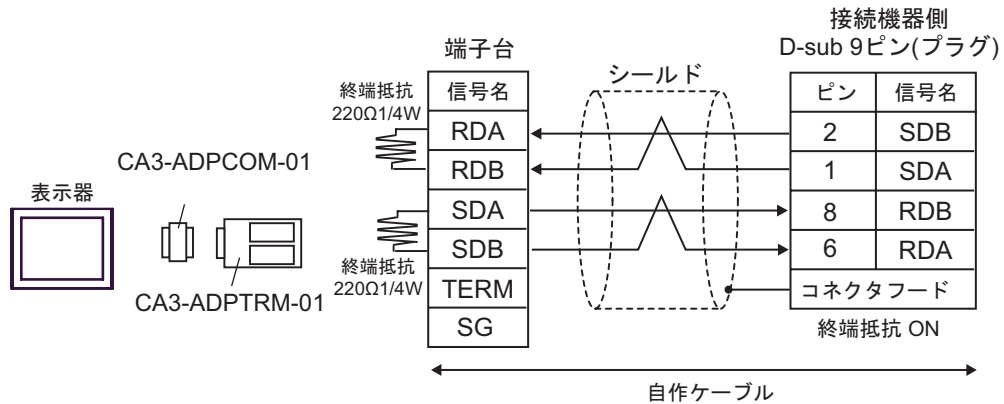 接続機器側
D-sub 9ピン(プラグ)
端子台
シールド
終端抵抗
220Ω1/4W
信号名
ピン 信号名
RDA
2 SDB
CA3-ADPCOM-01
RDB
1 SDA
表示器
SDA
8 RDB
SDB
6 RDA
終端抵抗
220Ω1/4W
CA3-ADPTRM-01
TERM
コネクタフード
SG
終端抵抗 ON
自作ケーブル